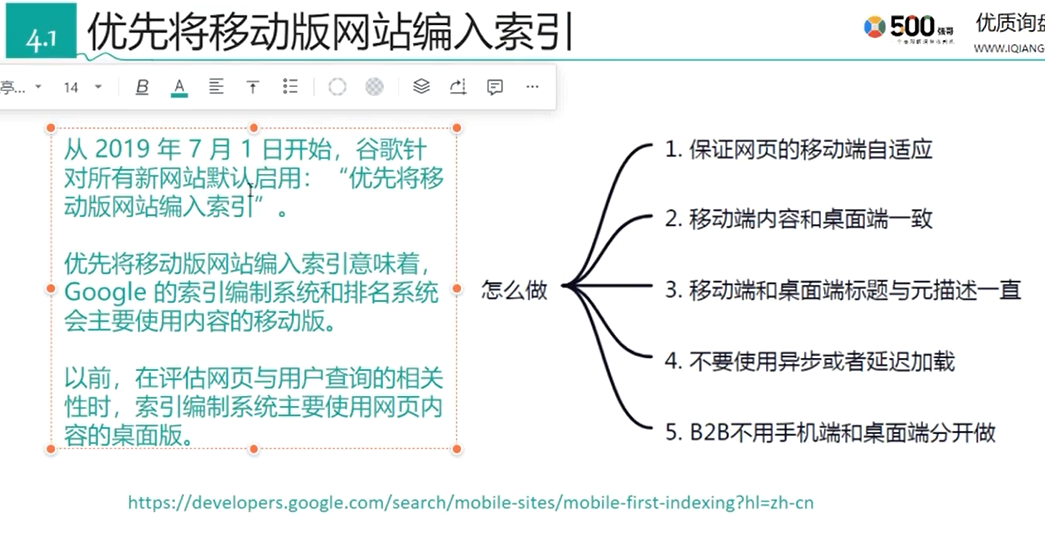 4.1
优先将移动版网站编入索引
500强哥
优质询盘
WWW.IQIANG
亭...
14
B
A
从 2019 年 7 月 1 日开始，谷歌针
对所有新网站默认启用：“优先将移
动版网站编入索引”。
优先将移动版网站编入索引意味着，
Google 的索引编制系统和排名系统
会主要使用内容的移动版。
以前，在评估网页与用户查询的相关
性时，索引编制系统主要使用网页内
容的桌面版。
怎么做
1. 保证网页的移动端自适应
2. 移动端内容和桌面端一致
3. 移动端和桌面端标题与元描述一直
4. 不要使用异步或者延迟加载
5. B2B不用手机端和桌面端分开做
https://developers.google.com/search/mobile-sites/mobile-first-indexing?hl=zh-cn